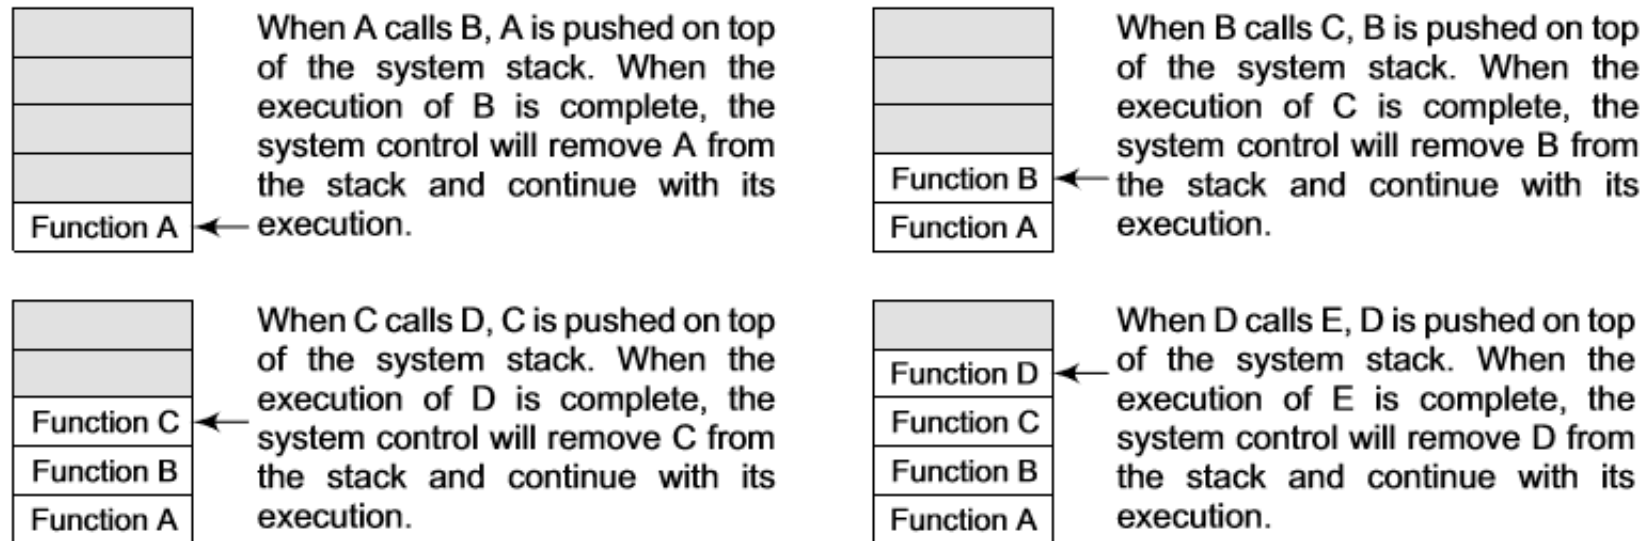 When A calls B, A is pushed on top
of the system stack. When the
execution of B is complete, the
system control will remove A from
the stack and continue with its
execution.
Function A
When B calls C, B is pushed on top
of the system stack. When the
execution of C is complete, the
system control will remove B from
the stack and continue with its
execution.
Function B
Function A
When C calls D, C is pushed on top
of the system stack. When the
execution of D is complete, the
system control will remove C from
the stack and continue with its
execution.
Function C
Function B
Function A
When D calls E, D is pushed on top
of the system stack. When the
execution of E is complete, the
system control will remove D from
the stack and continue with its
execution.
Function D
Function C
Function B
Function A